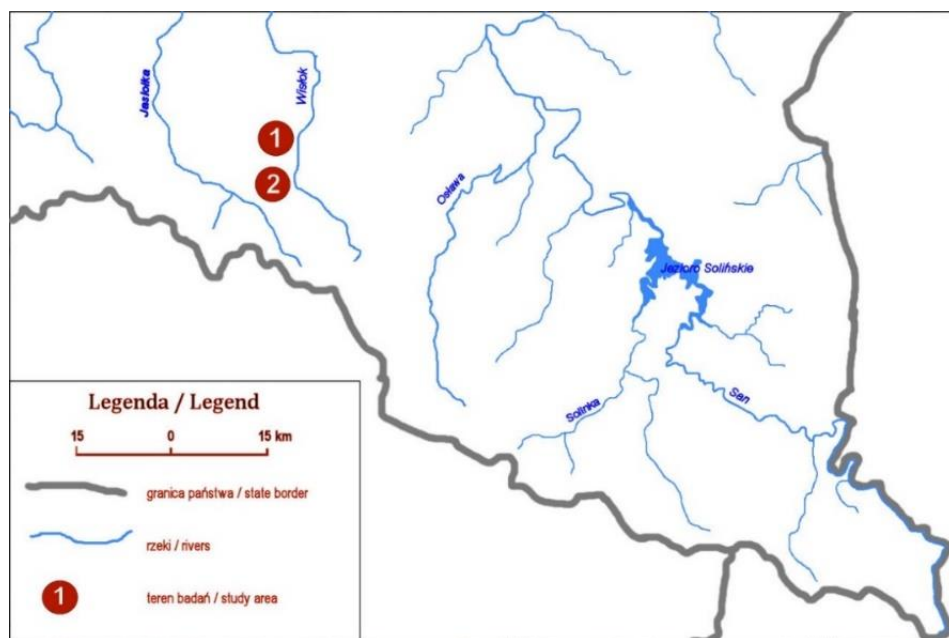 Jasiołka
Wisłok
1
2
Osława
Jezioro Solińskie
San
Solinka
Legenda / Legend
15 0 15 km
granica państwa / state border
rzeki / rivers
1 teren badań / study area